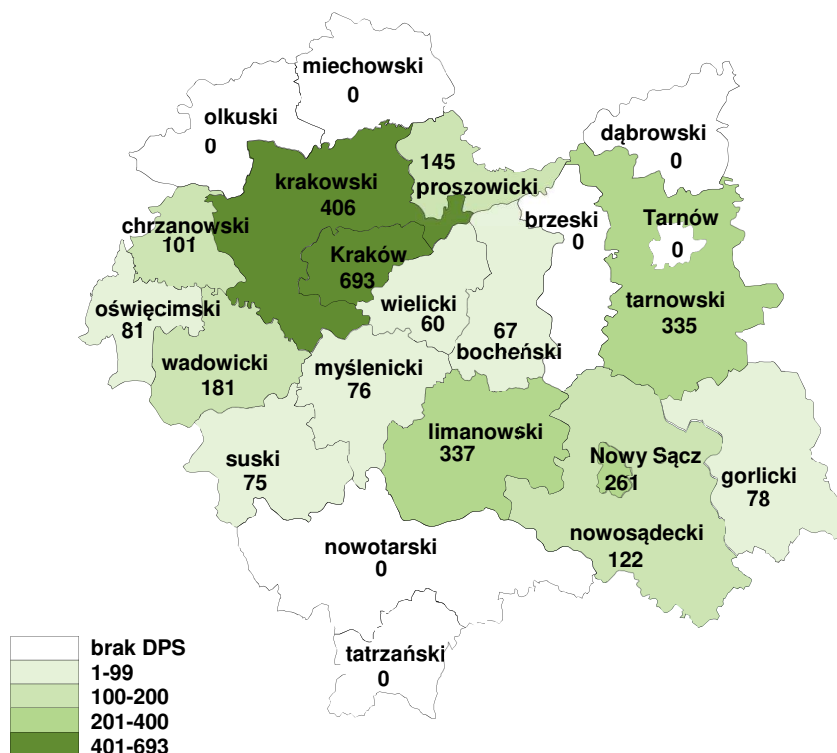 miechowski
0
olkuski
0
dąbrowski
0
145
proszowicki
krakowski
406
chrzanowski
101
brzeski
0
Tarnów
0
Kraków
693
oświęcimski
81
wielicki
60
tarnowski
335
67
bocheński
wadowicki
181
myślenicki
76
limanowski
337
suski
75
Nowy Sącz
261
gorlicki
78
nowosądecki
122
nowotarski
0
tatrzański
0
brak DPS
1-99
100-200
201-400
401-693